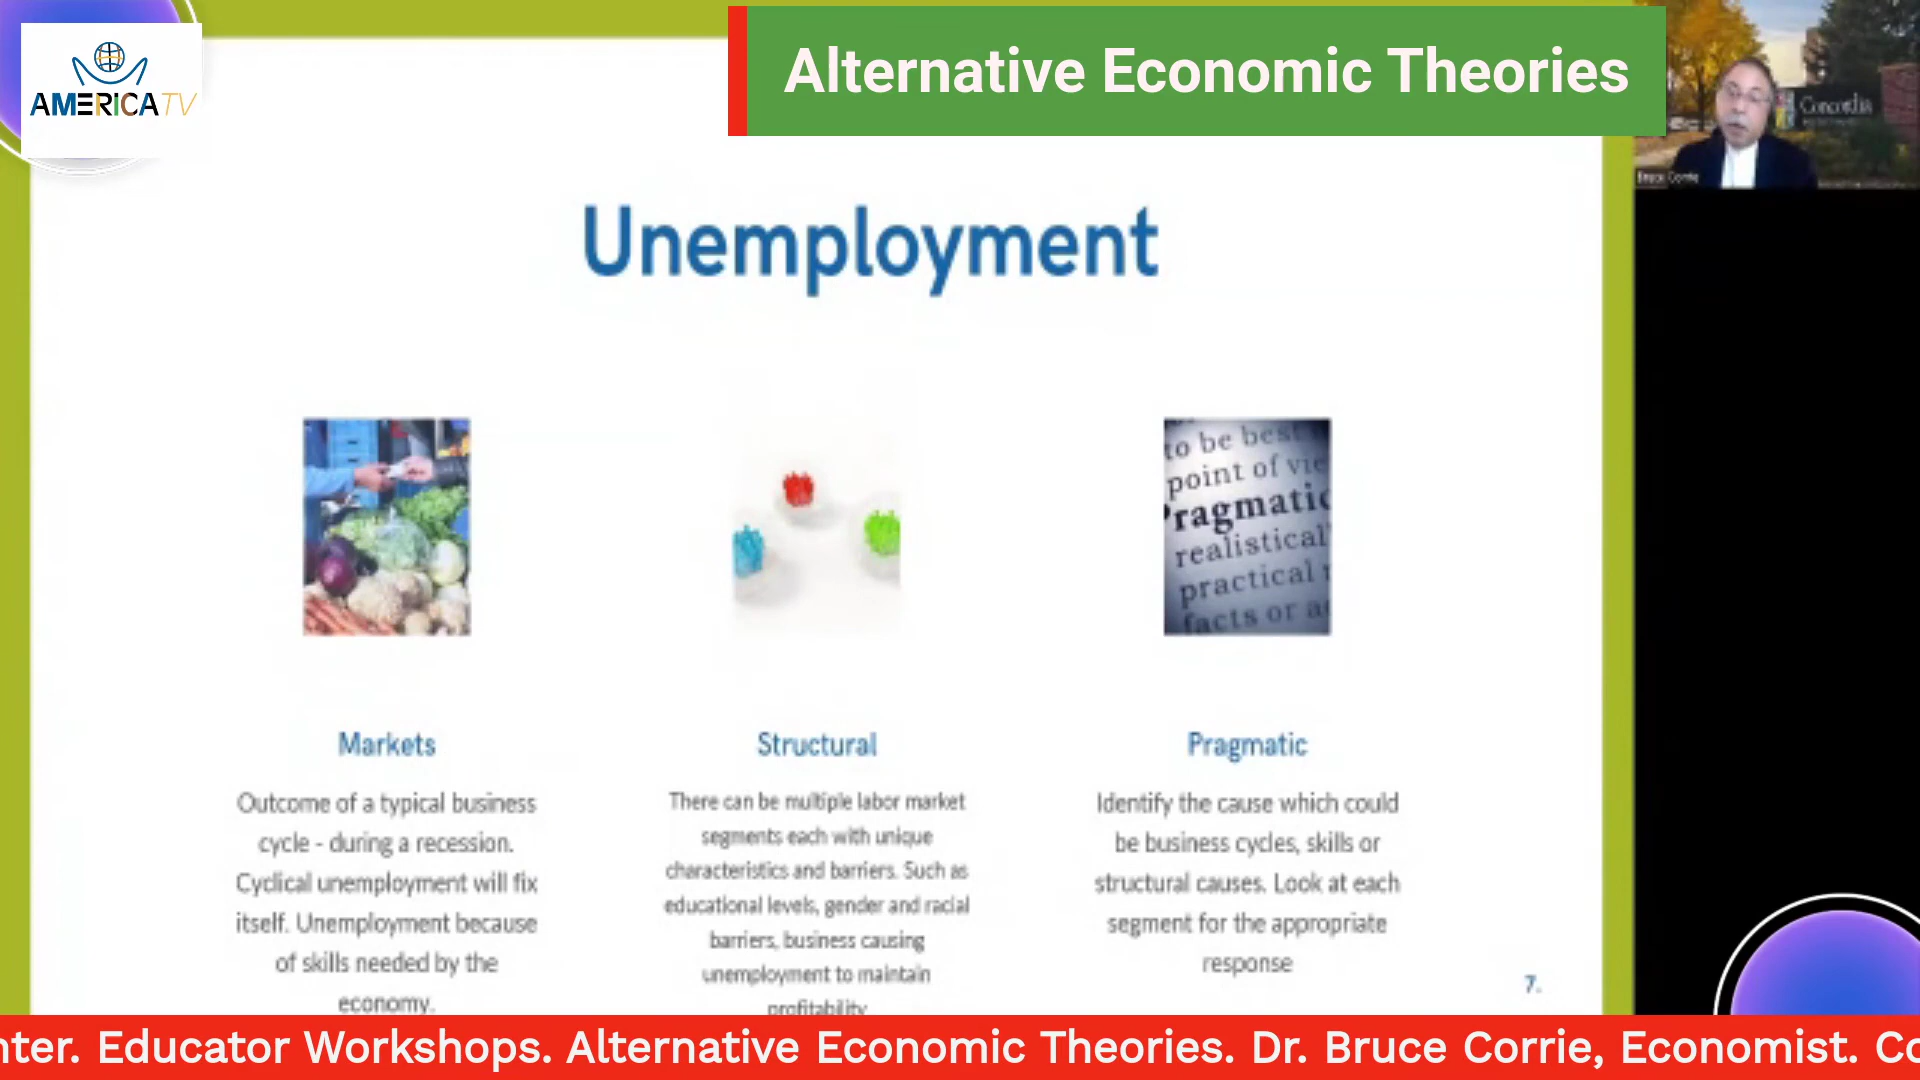 AMERICA TV
Alternative Economic Theories
Concordia
Bruce Corrie
Unemployment
to be best
point of vie
Pragmatic
realistical
practical
facts or a
Markets
Outcome of a typical business
cycle - during a recession.
Cyclical unemployment will fix
itself. Unemployment because
of skills needed by the
economy.
Structural
There can be multiple labor market
segments each with unique
characteristics and barriers. Such as
educational levels, gender and racial
barriers, business causing
unemployment to maintain
profitability
Pragmatic
Identify the cause which could
be business cycles, skills or
structural causes. Look at each
segment for the appropriate
response
7.
nter. Educator Workshops. Alternative Economic Theories. Dr. Bruce Corrie, Economist. Co